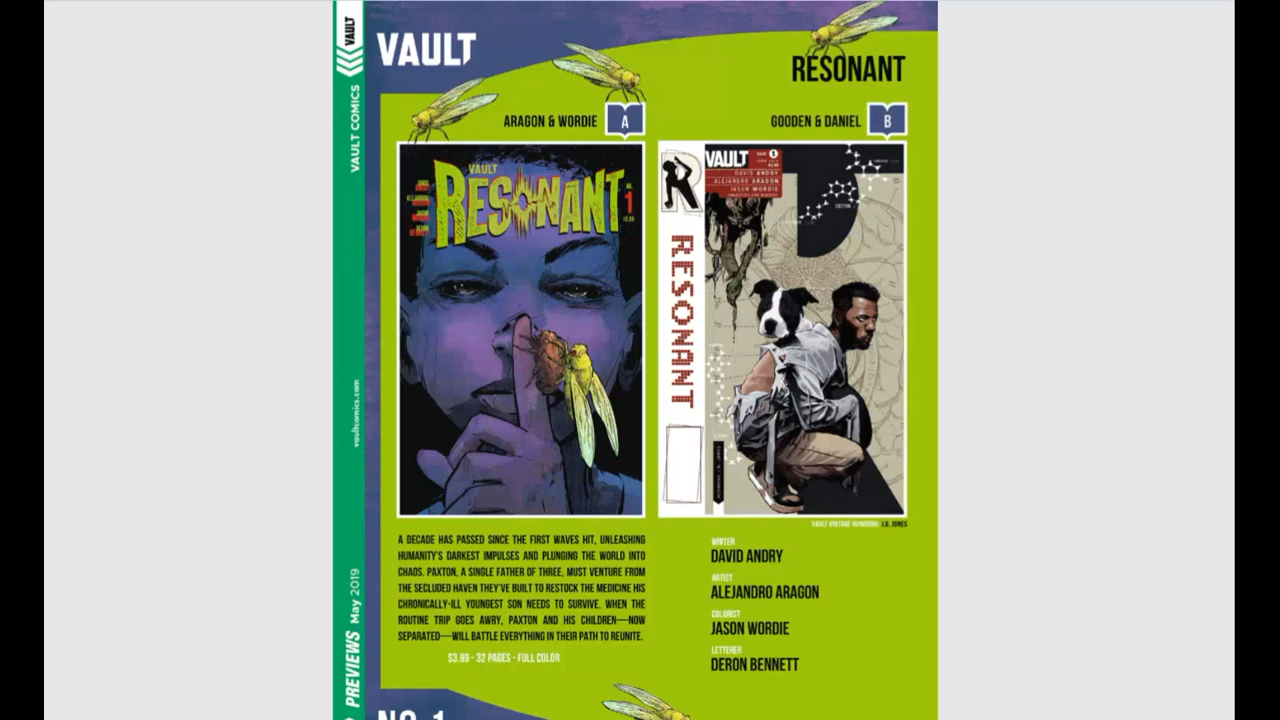 VAULT
VAULT
VAULT COMICS
vaultcomics.com
PREVIEWS May 2019
RESONANT
ARAGON & WORDIE
A
GOODEN & DANIEL
B
VAULT
RESONANT
NO.
1
VAULT
ISSUE 1
DAVID ANDRY
ALEJANDRO ARAGON
JASON WORDIE
R
RESONANT
VAULT VINTAGE HOMAGE: J.G. JONES
A DECADE HAS PASSED SINCE THE FIRST WAVES HIT, UNLEASHING
HUMANITY'S DARKEST IMPULSES AND PLUNGING THE WORLD INTO
CHAOS. PAXTON, A SINGLE FATHER OF THREE, MUST VENTURE FROM
THE SECLUDED HAVEN THEY'VE BUILT TO RESTOCK THE MEDICINE HIS
CHRONICALLY-ILL YOUNGEST SON NEEDS TO SURVIVE. WHEN THE
ROUTINE TRIP GOES AWRY, PAXTON AND HIS CHILDREN—NOW
SEPARATED—WILL BATTLE EVERYTHING IN THEIR PATH TO REUNITE.
$3.99 - 32 PAGES - FULL COLOR
WRITER
DAVID ANDRY
ARTIST
ALEJANDRO ARAGON
COLORIST
JASON WORDIE
LETTERER
DERON BENNETT
NO. 1